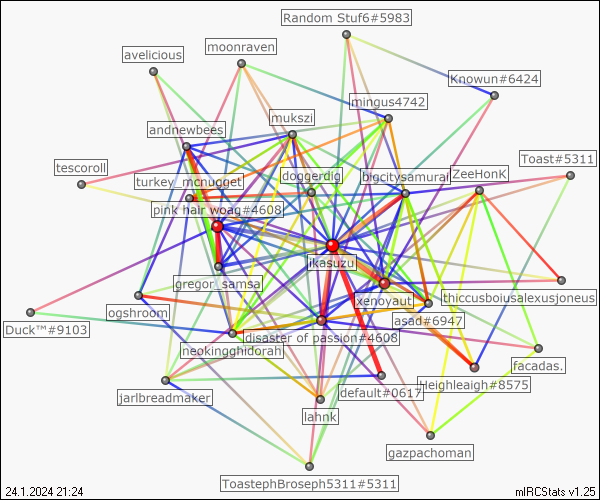 Random Stuf6#5983
moonraven
avelicious
Knowun#6424
mingus4742
mukszi
andnewbees
Toast#5311
tescoroll
doggerdig
bigcitysamurai
ZeeHonK
turkey_mcnugget
pink hair woag#4608
ikasuzu
gregor_samsa
xenoyaut
thiccusboiusalexusjoneus
ogshroom
asad#6947
Duck™#9103
disaster of passion#4608
neokingghidorah
facadas.
Heighleaigh#8575
default#0617
jarlbreadmaker
lahnk
gazpachoman
ToastephBroseph5311#5311
24.1.2024 21:24
mIRCStats v1.25